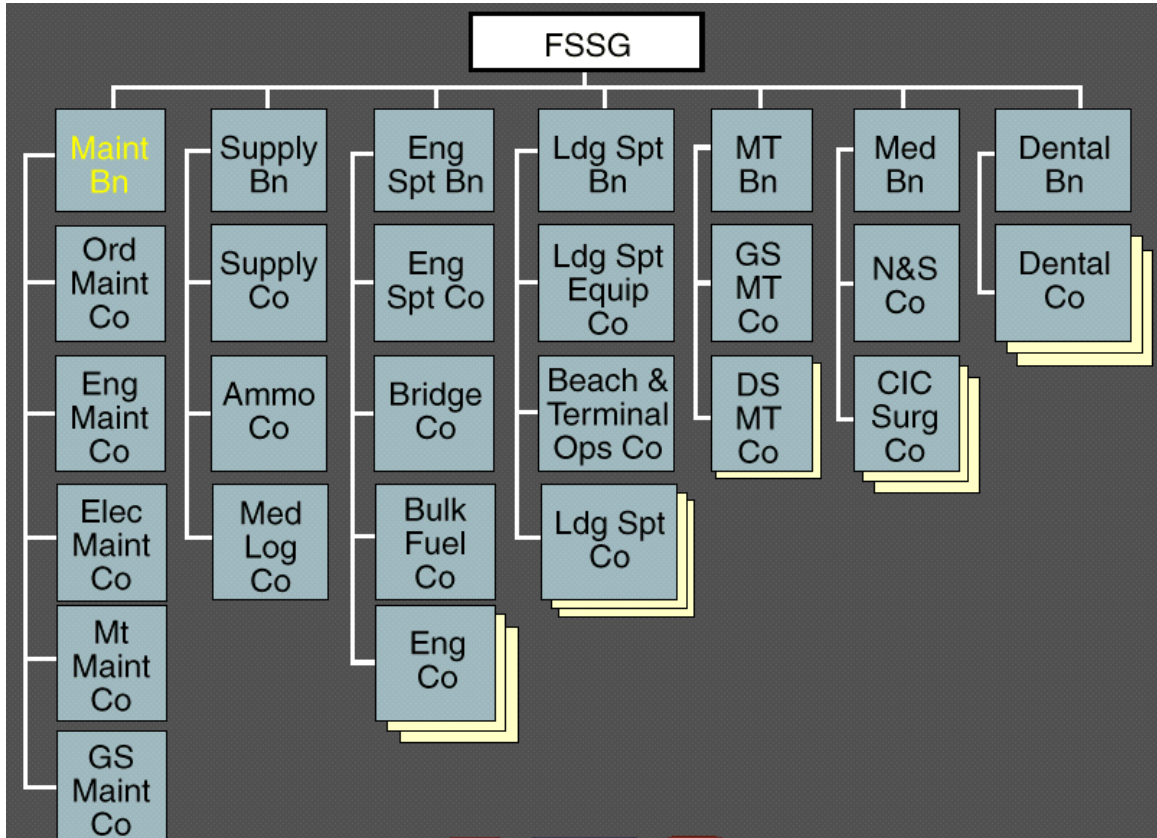 FSSG
Maint
Bn
Ord
Maint
Co
Eng
Maint
Co
Elec
Maint
Co
Mt
Maint
Co
GS
Maint
Co
Supply
Bn
Supply
Co
Ammo
Co
Med
Log
Co
Eng
Spt Bn
Eng
Spt Co
Bridge
Co
Bulk
Fuel
Co
Eng
Co
Ldg Spt
Bn
Ldg Spt
Equip
Co
Beach &
Terminal
Ops Co
Ldg Spt
Co
MT
Bn
GS
MT
Co
DS
MT
Co
Med
Bn
N&S
Co
CIC
Surg
Co
Dental
Bn
Dental
Co